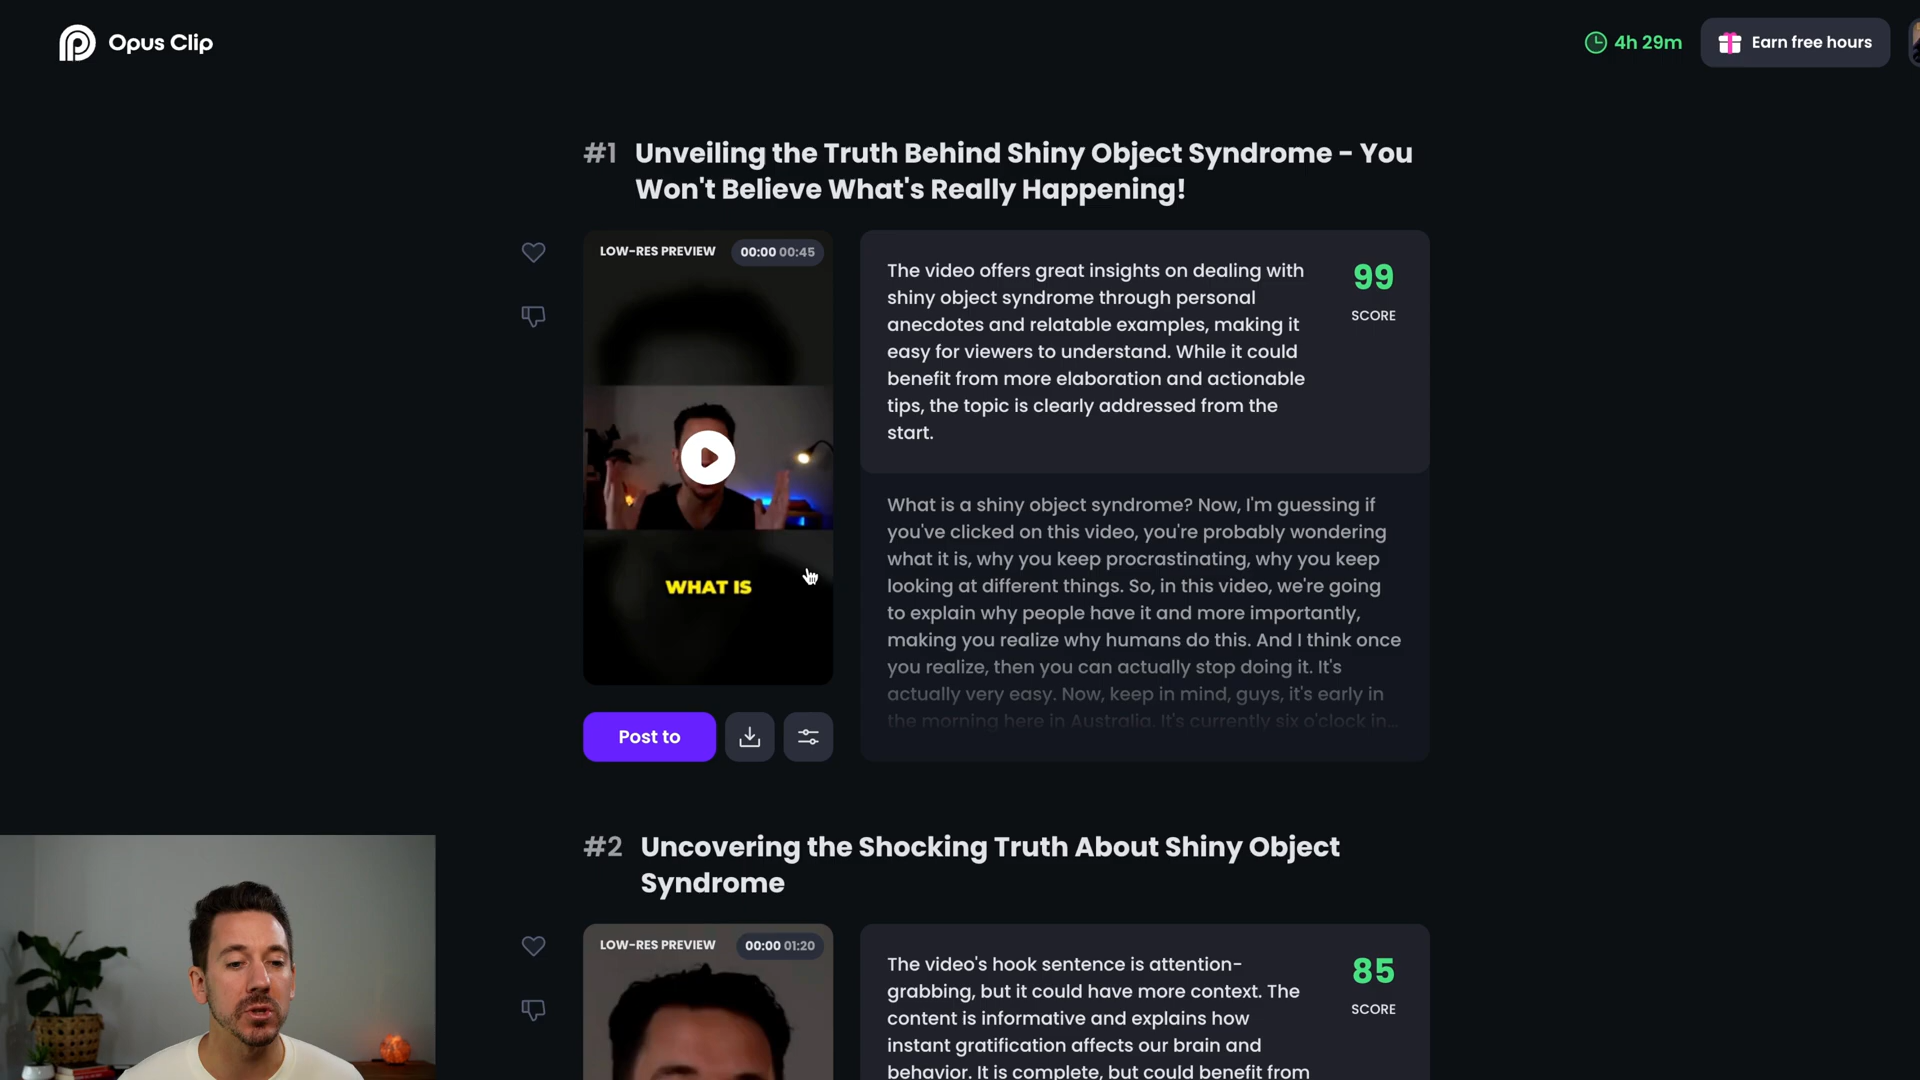 Opus Clip
4h 29m
Earn free hours
#1 Unveiling the Truth Behind Shiny Object Syndrome - You
Won't Believe What's Really Happening!
LOW-RES PREVIEW 00:00 00:45
WHAT IS
Post to
The video offers great insights on dealing with
shiny object syndrome through personal
anecdotes and relatable examples, making it
easy for viewers to understand. While it could
benefit from more elaboration and actionable
tips, the topic is clearly addressed from the
start.
99
SCORE
What is a shiny object syndrome? Now, I'm guessing if
you've clicked on this video, you're probably wondering
what it is, why you keep procrastinating, why you keep
looking at different things. So, in this video, we're going
to explain why people have it and more importantly,
making you realize why humans do this. And I think once
you realize, then you can actually stop doing it. It's
actually very easy. Now, keep in mind, guys, it's early in
the morning here in Australia. It's currently six o'clock in...
#2 Uncovering the Shocking Truth About Shiny Object
Syndrome
LOW-RES PREVIEW 00:00 01:20
The video's hook sentence is attention-
grabbing, but it could have more context. The
content is informative and explains how
instant gratification affects our brain and
behavior. It is complete, but could benefit from
85
SCORE